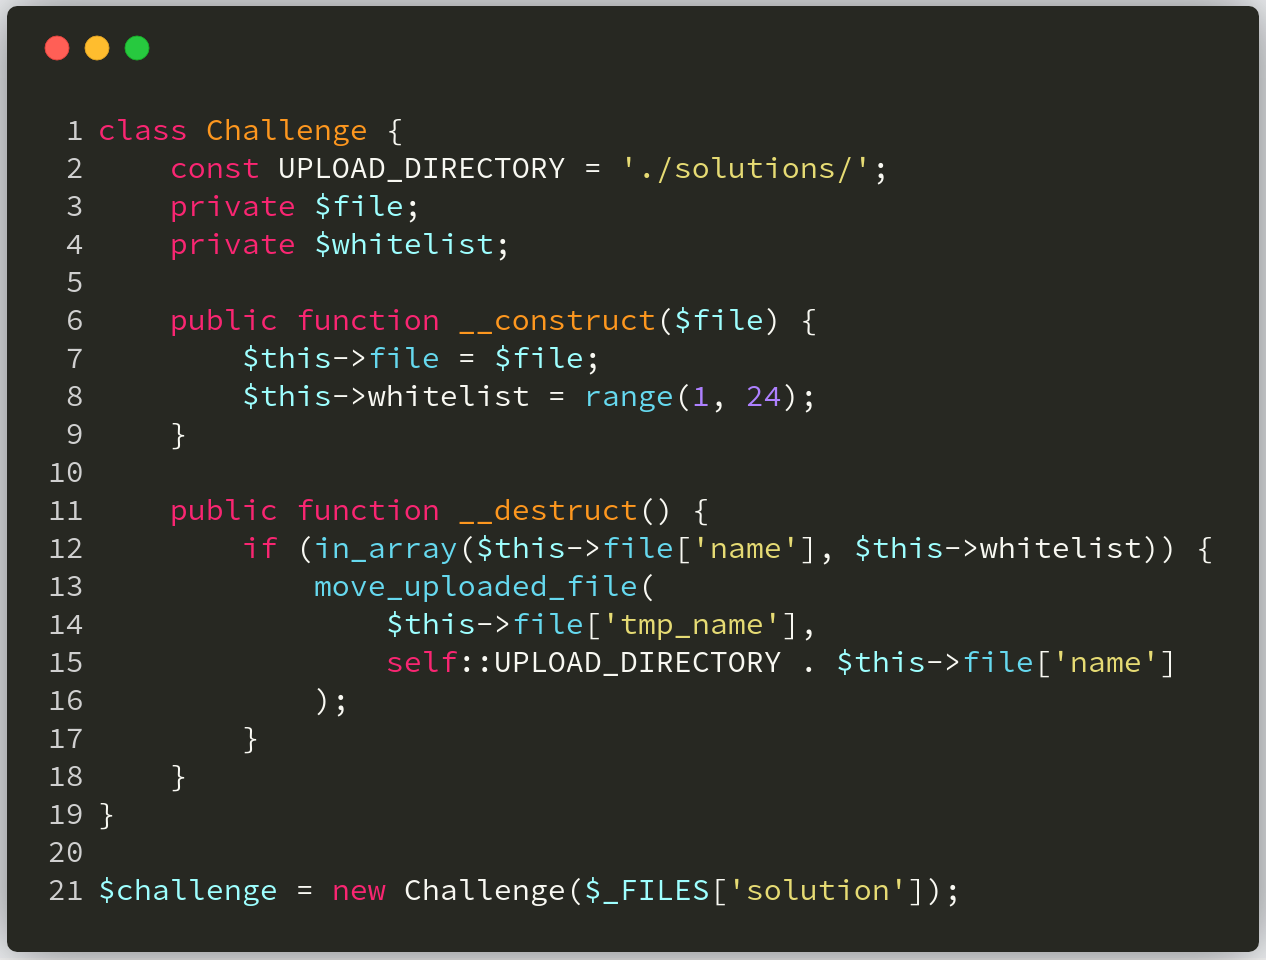 1 class Challenge {
2     const UPLOAD_DIRECTORY = './solutions/';
3     private $file;
4     private $whitelist;
5
6     public function __construct($file) {
7         $this->file = $file;
8         $this->whitelist = range(1, 24);
9     }
10
11     public function __destruct() {
12         if (in_array($this->file['name'], $this->whitelist)) {
13             move_uploaded_file(
14                 $this->file['tmp_name'],
15                 self::UPLOAD_DIRECTORY . $this->file['name']
16             );
17         }
18     }
19 }
20
21 $challenge = new Challenge($_FILES['solution']);